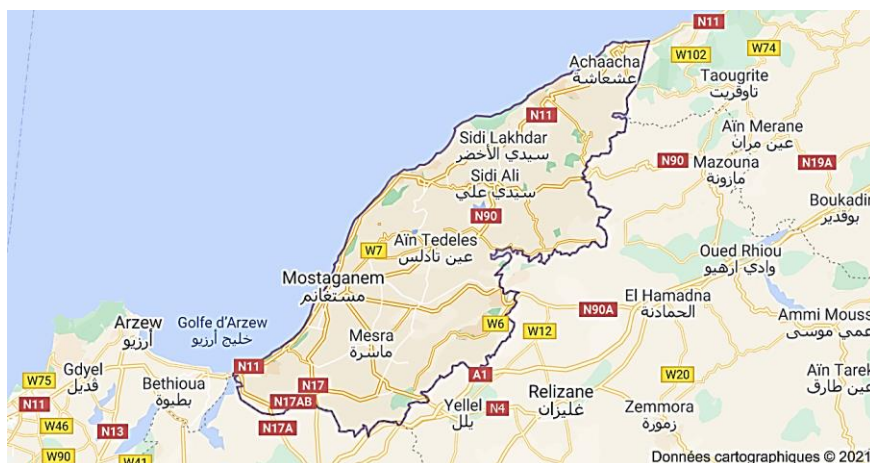 N11
W102
W74
Achaacha
عشعاشة
Taougrite
تاوقريت
N11
Aïn Merane
عين مران
Sidi Lakhdar
سيدي الأخضر
N90
Mazouna
مازونة
N19A
Sidi Ali
سيدي علي
Boukadir
بوقدير
N90
W7
Aïn Tedeles
عين تادلس
Oued Rhiou
وادي ارهيو
Mostaganem
مستغانم
N90A
El Hamadna
الحمادنة
Arzew
أرزيو
Golfe d'Arzew
خليج أرزيو
W6
W12
Ammi Mouss
عمي موسى
Mesra
ماسرة
N11
Gdyel
قديل
W75
Bethioua
بطيوة
N17
A1
W20
Aïn Tarek
عين طارق
N11
N17AB
Relizane
غليزان
Yellel
يلل
N4
Zemmora
زمورة
W46
N13
N17A
W90
W41
Données cartographiques © 2021